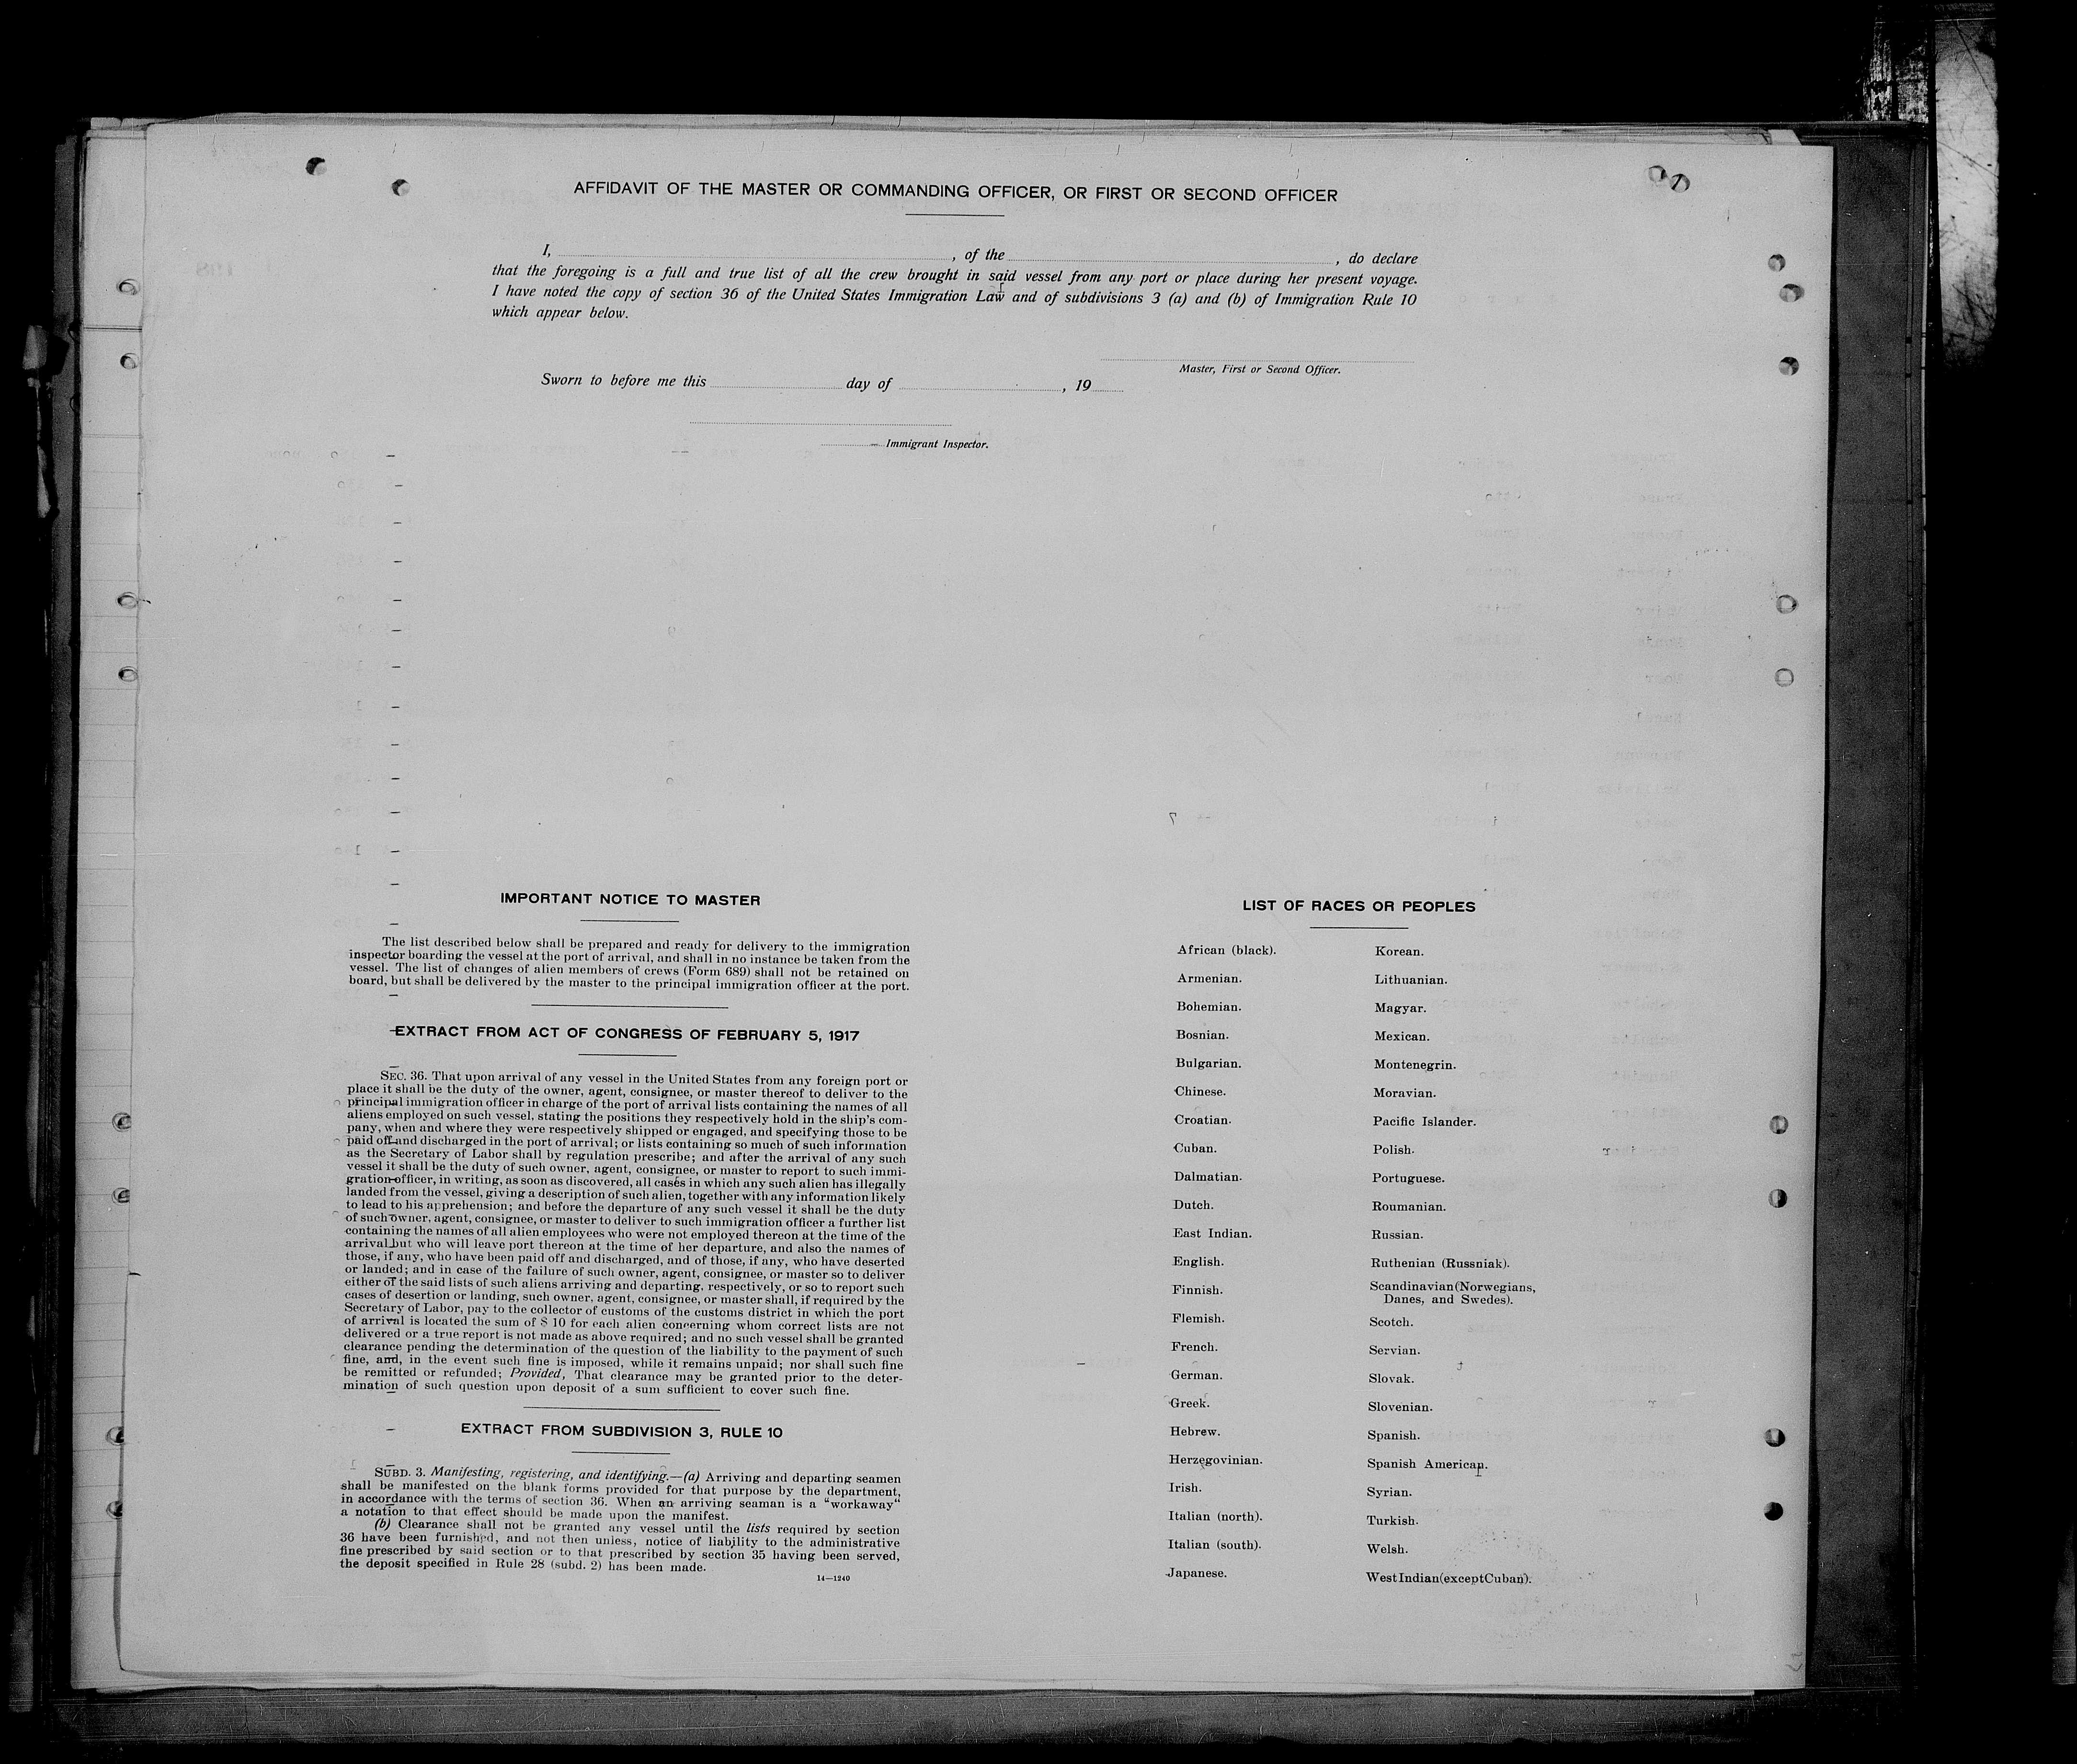 AFFIDAVIT OF THE MASTER OR COMMANDING OFFICER, OR FIRST OR SECOND OFFICER
I, , of the , do declare
that the foregoing is a full and true list of all the crew brought in said vessel from any port or place during her present voyage.
I have noted the copy of section 36 of the United States Immigration Law and of subdivisions 3 (a) and (b) of Immigration Rule 10
which appear below.
Master, First or Second Officer.
Sworn to before me this day of , 19
Immigrant Inspector.
IMPORTANT NOTICE TO MASTER
The list described below shall be prepared and ready for delivery to the immigration
inspector boarding the vessel at the port of arrival, and shall in no instance be taken from the
vessel. The list of changes of alien members of crews (Form 689) shall not be retained on
board, but shall be delivered by the master to the principal immigration officer at the port.
EXTRACT FROM ACT OF CONGRESS OF FEBRUARY 5, 1917
SEC. 36. That upon arrival of any vessel in the United States from any foreign port or
place it shall be the duty of the owner, agent, consignee, or master thereof to deliver to the
principal immigration officer in charge of the port of arrival lists containing the names of all
aliens employed on such vessel, stating the positions they respectively hold in the ship's com-
pany, when and where they were respectively shipped or engaged, and specifying those to be
paid off and discharged in the port of arrival; or lists containing so much of such information
as the Secretary of Labor shall by regulation prescribe; and after the arrival of any such
vessel it shall be the duty of such owner, agent, consignee, or master to report to such immi-
gration officer, in writing, as soon as discovered, all cases in which any such alien has illegally
landed from the vessel, giving a description of such alien, together with any information likely
to lead to his apprehension; and before the departure of any such vessel it shall be the duty
of such owner, agent, consignee, or master to deliver to such immigration officer a further list
containing the names of all alien employees who were not employed thereon at the time of the
arrival but who will leave port thereon at the time of her departure, and also the names of
those, if any, who have been paid off and discharged, and of those, if any, who have deserted
or landed; and in case of the failure of such owner, agent, consignee, or master so to deliver
either of the said lists of such aliens arriving and departing, respectively, or so to report such
cases of desertion or landing, such owner, agent, consignee, or master shall, if required by the
Secretary of Labor, pay to the collector of customs of the customs district in which the port
of arrival is located the sum of $ 10 for each alien concerning whom correct lists are not
delivered or a true report is not made as above required; and no such vessel shall be granted
clearance pending the determination of the question of the liability to the payment of such
fine, and, in the event such fine is imposed, while it remains unpaid; nor shall such fine
be remitted or refunded; Provided, That clearance may be granted prior to the deter-
mination of such question upon deposit of a sum sufficient to cover such fine.
EXTRACT FROM SUBDIVISION 3, RULE 10
SUBD. 3. Manifesting, registering, and identifying.—(a) Arriving and departing seamen
shall be manifested on the blank forms provided for that purpose by the department,
in accordance with the terms of section 36. When an arriving seaman is a "workaway"
a notation to that effect should be made upon the manifest.
(b) Clearance shall not be granted any vessel until the lists required by section
36 have been furnished, and not then unless, notice of liability to the administrative
fine prescribed by said section or to that prescribed by section 35 having been served,
the deposit specified in Rule 28 (subd. 2) has been made.
14—1240
LIST OF RACES OR PEOPLES
African (black).
Armenian.
Bohemian.
Bosnian.
Bulgarian.
Chinese.
Croatian.
Cuban.
Dalmatian.
Dutch.
East Indian.
English.
Finnish.
Flemish.
French.
German.
Greek.
Hebrew.
Herzegovinian.
Irish.
Italian (north).
Italian (south).
Japanese.
Korean.
Lithuanian.
Magyar.
Mexican.
Montenegrin.
Moravian.
Pacific Islander.
Polish.
Portuguese.
Roumanian.
Russian.
Ruthenian (Russniak).
Scandinavian (Norwegians,
Danes, and Swedes).
Scotch.
Servian.
Slovak.
Slovenian.
Spanish.
Spanish American.
Syrian.
Turkish.
Welsh.
West Indian (except Cuban).